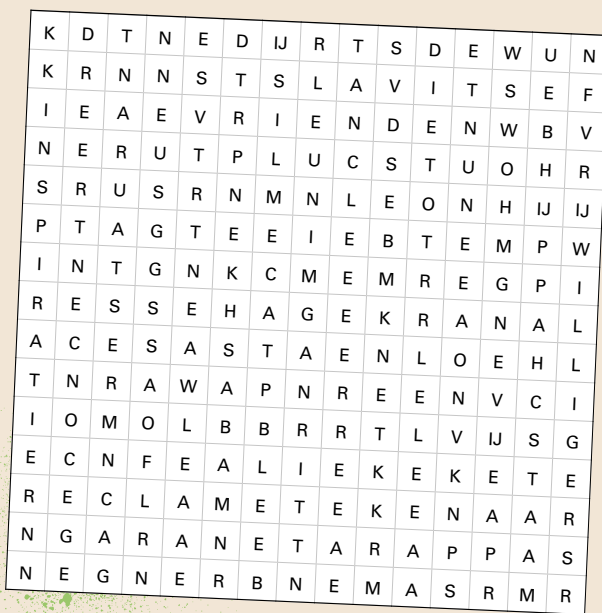 K D T N E D IJ R T S D E W U N
K R N N S T S L A V I T S E F
I E A E V R I E N D E N W B V
N E R U T P L U C S T U O H R
S R U S R N M N L E O N H IJ IJ
P T A G T E E I E B T E M P W
I N T G N K C M E M R E G P I
R E S S E H A G E K R A N A L
A C E S A S T A E N L O E H L
T N R A W A P N R E E N V C I
I O M O L B B R R T L V IJ S G
E C N F E A L I E K E K E T E
R E C L A M E T E K E N A A R
N G A R A N E T A R A P P A S
N E G N E R B N E M A S R M R